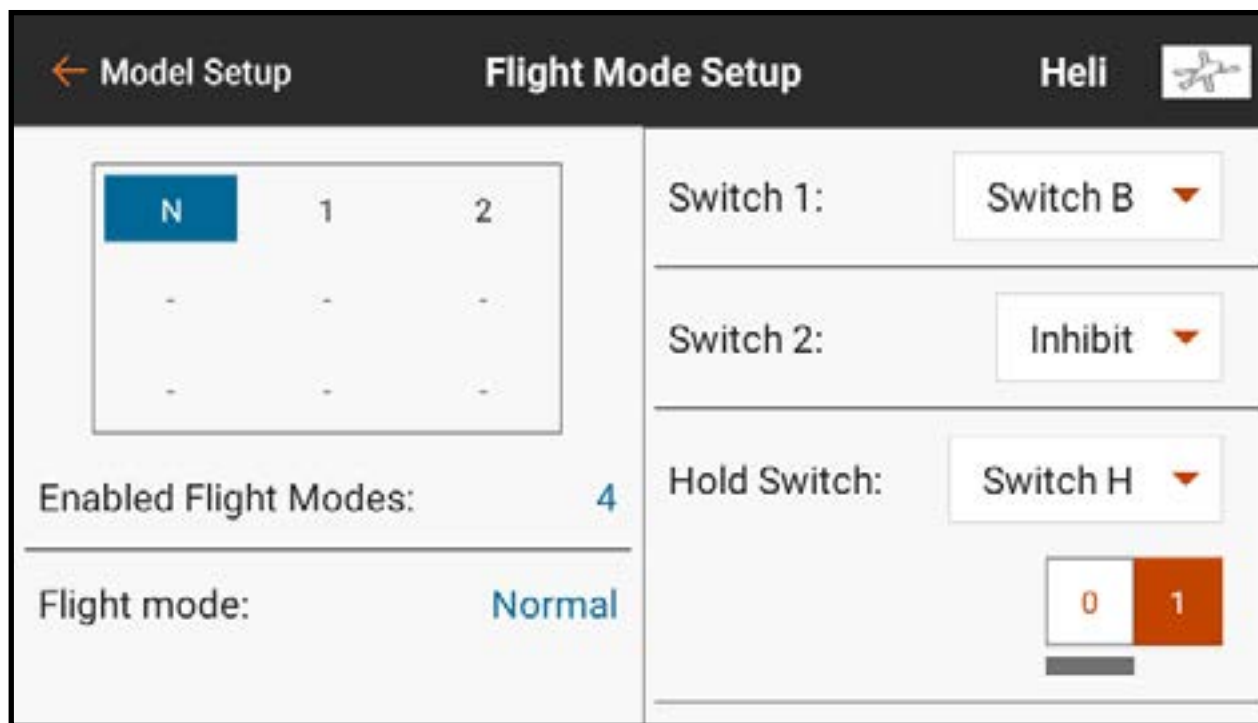 ← Model Setup Flight Mode Setup Heli
N 1 2
- - -
- - -
Enabled Flight Modes: 4
Flight mode: Normal
Switch 1: Switch B
Switch 2: Inhibit
Hold Switch: Switch H
0 1